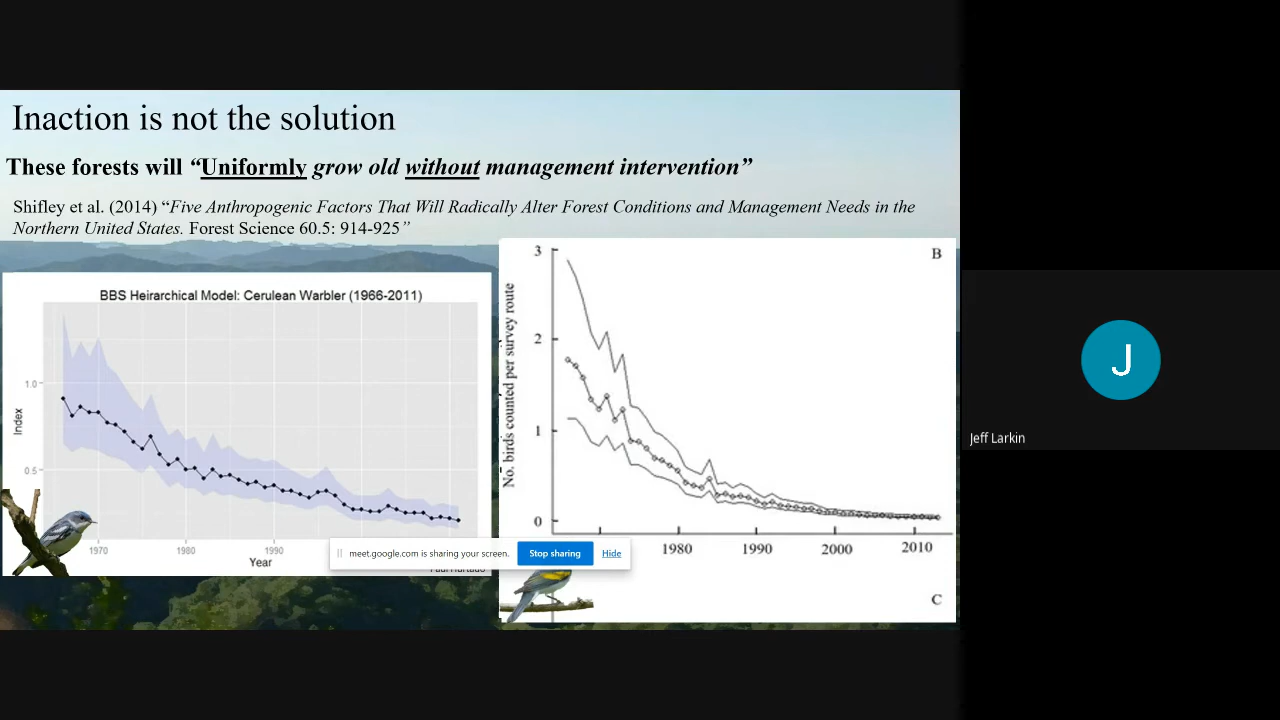 Inaction is not the solution
These forests will “Uniformly grow old without management intervention”
Shifley et al. (2014) “Five Anthropogenic Factors That Will Radically Alter Forest Conditions and Management Needs in the
Northern United States. Forest Science 60.5: 914-925”
BBS Heirarchical Model: Cerulean Warbler (1966-2011)
1.0
0.5
Index
1970
1980
1990
Year
B
No. birds counted per survey route
3
2
1
0
1980
1990
2000
2010
C
meet.google.com is sharing your screen.
Stop sharing
Hide
J
Jeff Larkin